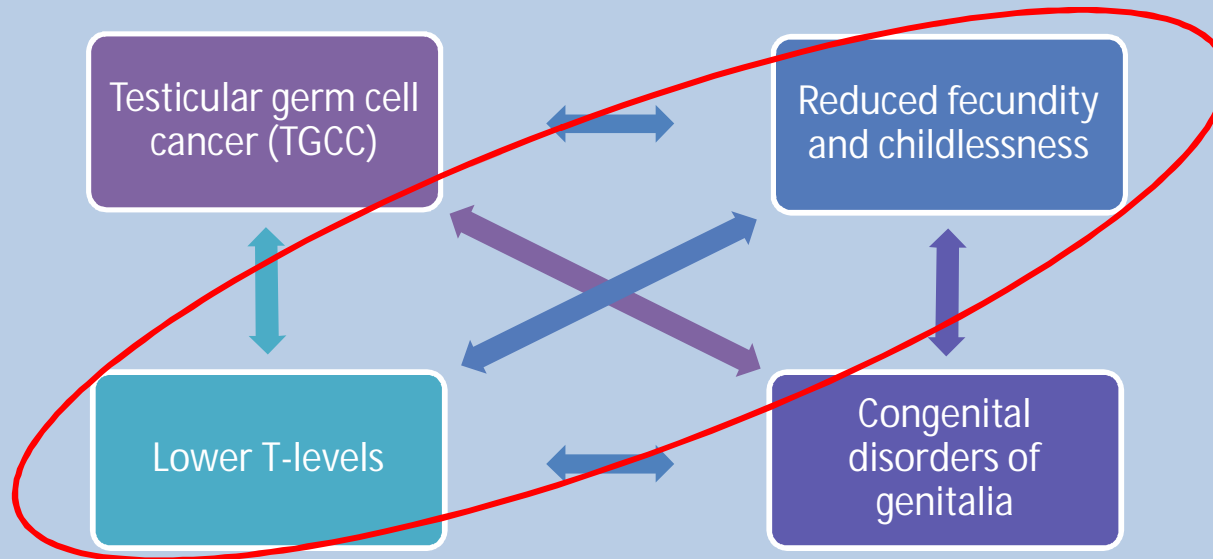 Testicular germ cell
cancer (TGCC)
Reduced fecundity
and childlessness
Lower T-levels
Congenital
disorders of
genitalia